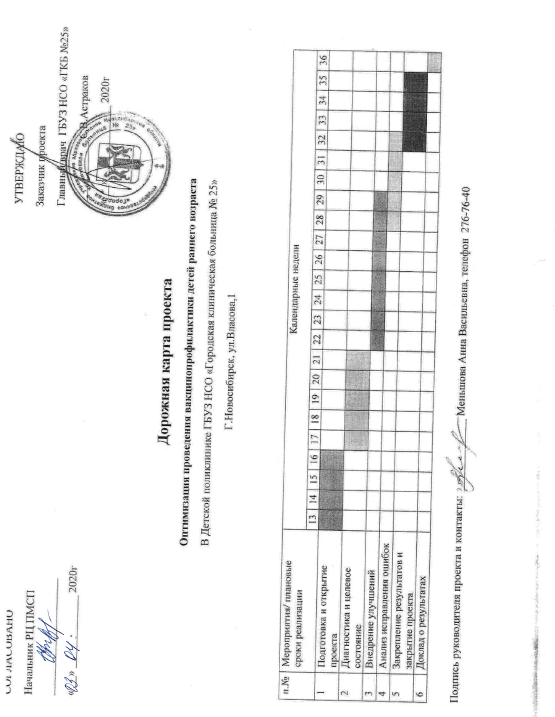 СОГЛАСОВАНО
Начальник РЦ ПМСП
«03» 04. 2020г
УТВЕРЖДАЮ
Заказчик проекта
Главный врач ГБУЗ НСО «ГКБ №25»
В.Астраков
2020г
Дорожная карта проекта
Оптимизация проведения вакцинопрофилактики детей раннего возраста
В Детской поликлинике ГБУЗ НСО «Городская клиническая больница № 25»
Г.Новосибирск, ул.Власова,1
п.№ Мероприятия/ плановые сроки реализации Календарные недели
13 14 15 16 17 18 19 20 21 22 23 24 25 26 27 28 29 30 31 32 33 34 35 36
1 Подготовка и открытие
проекта
2 Диагностика и целевое
состояние
3 Внедрение улучшений
4 Анализ исправления ошибок
5 Закрепление результатов и
закрытие проекта
6 Доклад о результатах
Подпись руководителя проекта и контакты: Меньшова Анна Васильевна, телефон 276-76-40